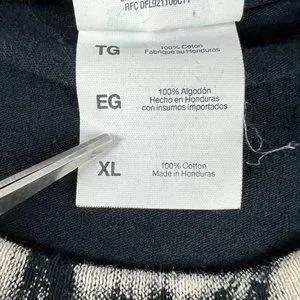 TG
100% Coton
Fabriqué au Honduras
EG
100% Algodón
Hecho en Honduras
con insumos importados
XL
100% Cotton
Made in Honduras